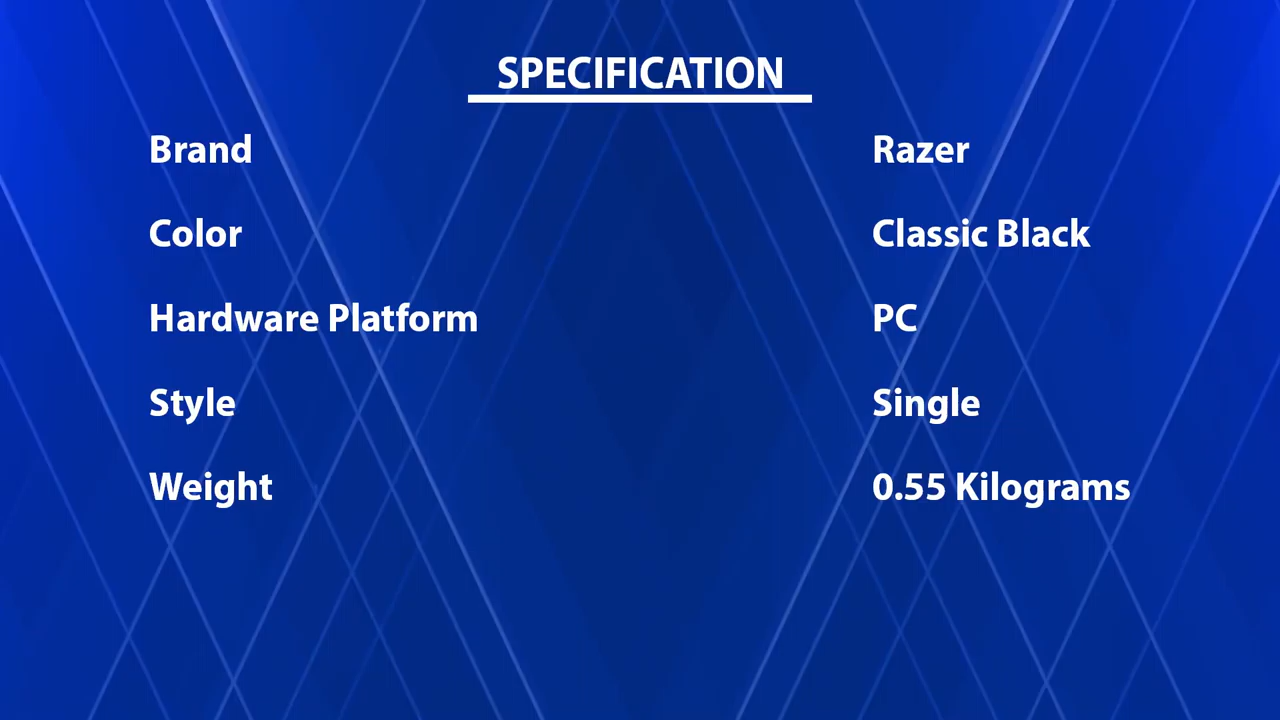 SPECIFICATION
Brand Razer
Color Classic Black
Hardware Platform PC
Style Single
Weight 0.55 Kilograms